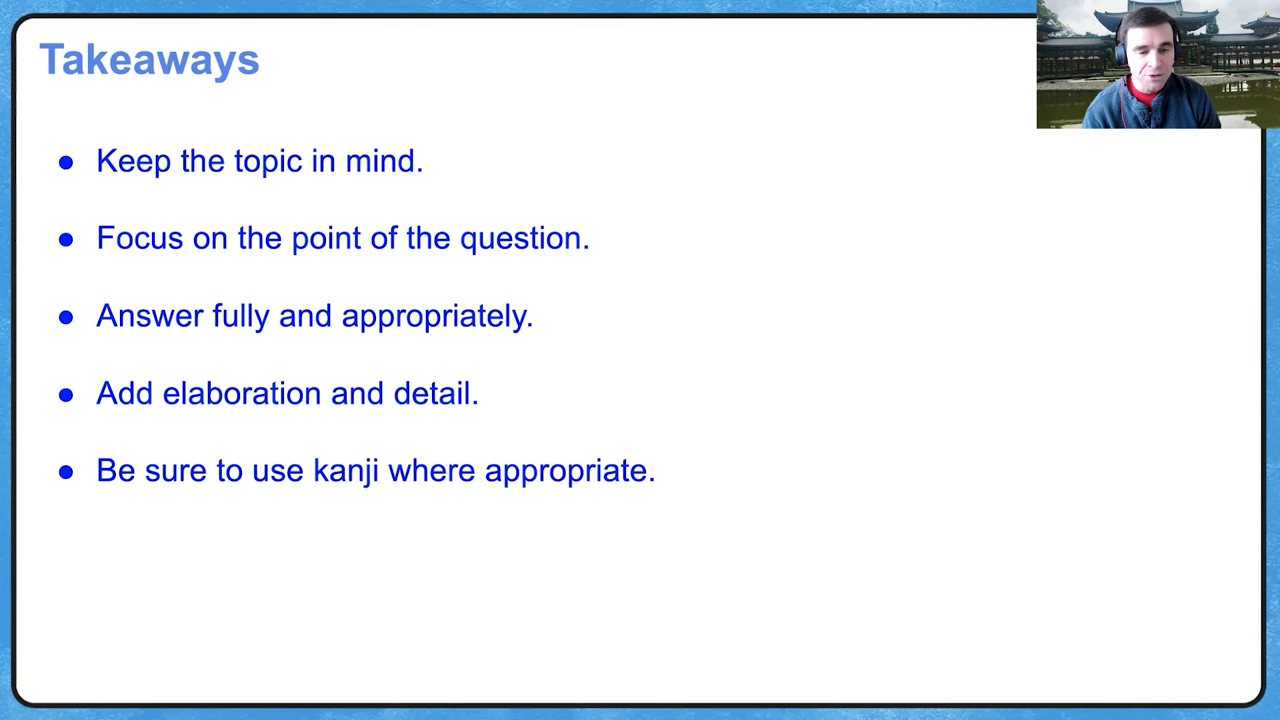 Takeaways
● Keep the topic in mind.
● Focus on the point of the question.
● Answer fully and appropriately.
● Add elaboration and detail.
● Be sure to use kanji where appropriate.